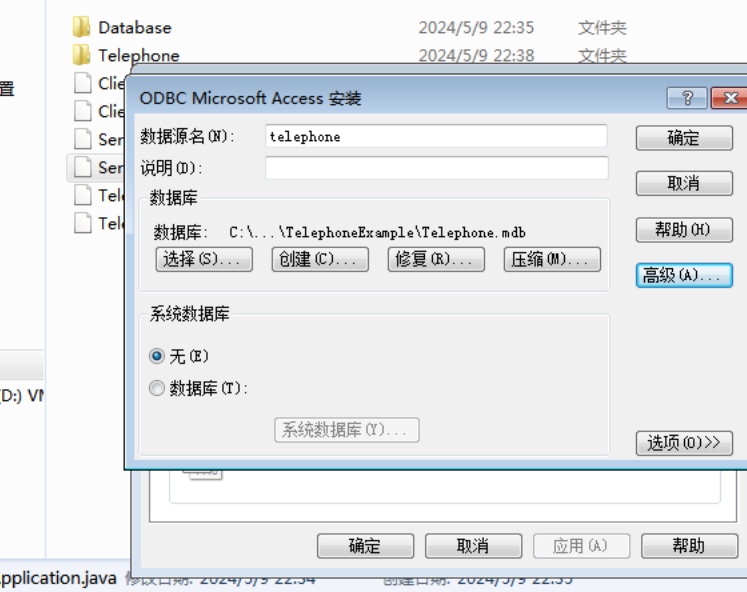 Database 2024/5/9 22:35 文件夹
Telephone 2024/5/9 22:38 文件夹
置
Clie
Clie
Ser
Ser
Tele
Tele
(D:) VM
ODBC Microsoft Access 安装
数据源名(N): telephone
确定
说明(D):
取消
数据库
数据库: C:\...\TelephoneExample\Telephone.mdb
帮助(H)
选择(S)... 创建(C)... 修复(R)... 压缩(M)...
高级(A)...
系统数据库
无(E)
数据库(T):
系统数据库(Y)...
选项(O)>>
确定 取消 应用(A) 帮助
pplication.java 修改日期: 2024/5/9 22:34 创建日期: 2024/5/9 22:35